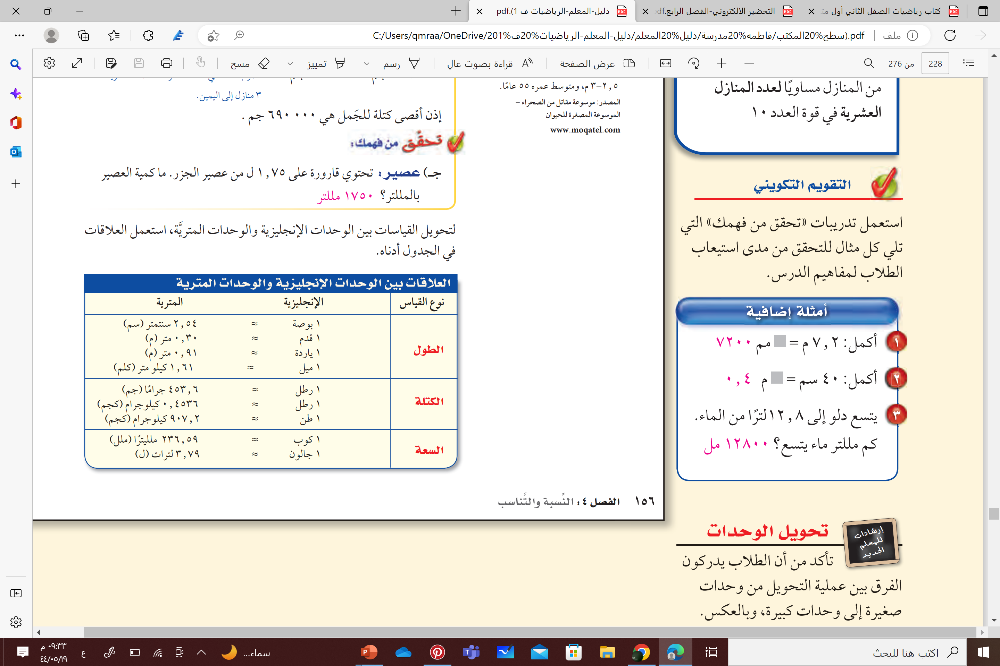 كتاب رياضيات الصفل الثاني أول
التحضير الالكتروني-الفصل الرابع.pdf
دليل-المعلم-الرياضيات ف 1).pdf
ملف
C:/Users/qmraa/OneDrive/سطح%20المكتب/فاطمه%20مدرسة/دليل%20المعلم/دليل-المعلم-الرياضيات%20ف%201).pdf
228
من 276
عرض الصفحة
قراءة بصوت عالٍ
رسم
تمييز
مسح
من المنازل مساويًا لعدد المنازل
العشرية في قوة العدد ١٠
التقويم التكويني
استعمل تدريبات «تحقق من فهمك» التي
تلي كل مثال للتحقق من مدى استيعاب
الطلاب لمفاهيم الدرس.
أمثلة إضافية
١ أكمل: ٧,٢ م = مم ٧٢٠٠
٢ أكمل: ٤٠ سم = م ٠,٤
٣ يتسع دلو إلى ١٢,٨ لترًا من الماء.
كم مللتر ماء يتسع؟ ١٢٨٠٠ مل
تحويل الوحدات
إرشادات
للمعلم
الجديد
تأكد من أن الطلاب يدركون
الفرق بين عملية التحويل من وحدات
صغيرة إلى وحدات كبيرة، وبالعكس.
٢,٥–٣ م، ومتوسط عمره ٥٥ عامًا.
المصدر: موسوعة مقاتل من الصحراء –
الموسوعة المصغرة للحيوان
www.moqatel.com
٣ منازل إلى اليمين.
إذن أقصى كتلة للجَمل هي ٦٩٠٠٠٠ جم .
تحقَّق من فهمك:
جـ) عصير: تحتوي قارورة على ١,٧٥ ل من عصير الجزر. ما كمية العصير
بالمللتر؟ ١٧٥٠ مللتر
لتحويل القياسات بين الوحدات الإنجليزية والوحدات المتريَّة، استعمل العلاقات
في الجدول أدناه.
العلاقات بين الوحدات الإنجليزية والوحدات المترية
نوع القياس الإنجليزية المترية
الطول
١ بوصة ≈ ٢,٥٤ سنتمتر (سم)
١ قدم ≈ ٠,٣٠ متر (م)
١ ياردة ≈ ٠,٩١ متر (م)
١ ميل ≈ ١,٦١ كيلو متر (كلم)
الكتلة
١ رطل ≈ ٤٥٣,٦ جرامًا (جم)
١ رطل ≈ ٠,٤٥٣٦ كيلوجرام (كجم)
١ طن ≈ ٩٠٧,٢ كيلوجرام (كجم)
السعة
١ كوب ≈ ٢٣٦,٥٩ ملليترًا (ملل)
١ جالون ≈ ٣,٧٩ لترات (ل)
١٥٦ الفصل ٤: النِّسبة والتَّناسب
اكتب هنا للبحث
سماء...
ع
٠٩:٣٣ م
٤٤/٠٥/١٩